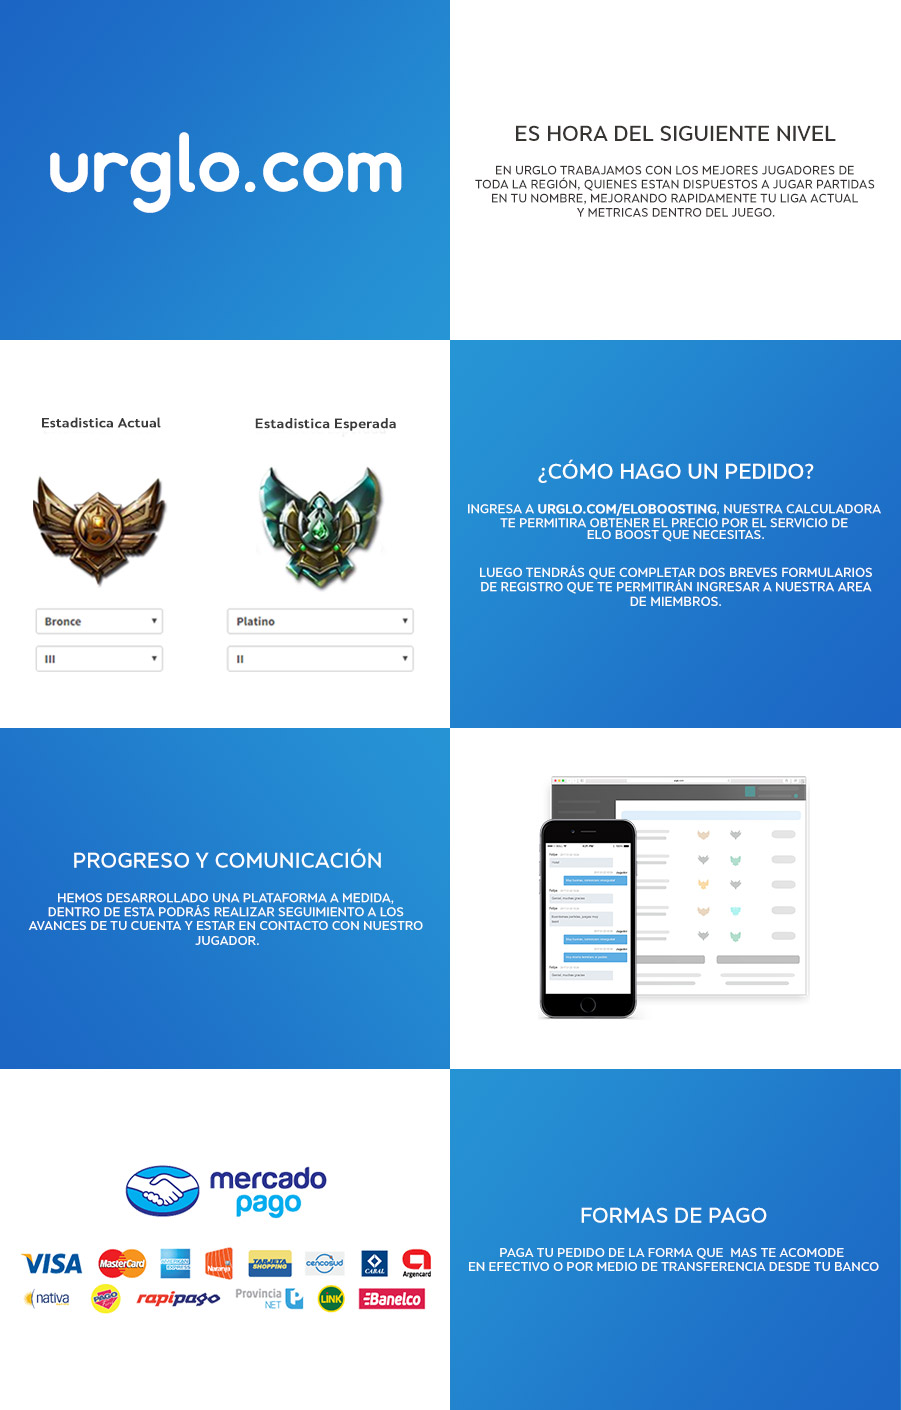 urglo.com
ES HORA DEL SIGUIENTE NIVEL
EN URGLO TRABAJAMOS CON LOS MEJORES JUGADORES DE
TODA LA REGIÓN, QUIENES ESTAN DISPUESTOS A JUGAR PARTIDAS
EN TU NOMBRE, MEJORANDO RAPIDAMENTE TU LIGA ACTUAL
Y METRICAS DENTRO DEL JUEGO.
Estadistica Actual
Estadistica Esperada
Bronce
Platino
III
II
¿CÓMO HAGO UN PEDIDO?
INGRESA A URGLO.COM/ELOBOOSTING, NUESTRA CALCULADORA
TE PERMITIRA OBTENER EL PRECIO POR EL SERVICIO DE
ELO BOOST QUE NECESITAS.
LUEGO TENDRÁS QUE COMPLETAR DOS BREVES FORMULARIOS
DE REGISTRO QUE TE PERMITIRÁN INGRESAR A NUESTRA AREA
DE MIEMBROS.
PROGRESO Y COMUNICACIÓN
HEMOS DESARROLLADO UNA PLATAFORMA A MEDIDA,
DENTRO DE ESTA PODRÁS REALIZAR SEGUIMIENTO A LOS
AVANCES DE TU CUENTA Y ESTAR EN CONTACTO CON NUESTRO
JUGADOR.
mercado
pago
VISA
MasterCard
AMERICAN
EXPRESS
Naranja
TARJETA
SHOPPING
cencosud
CABAL
Argencard
nativa
PAGO
rapipago
Provincia
NET
LINK
Banelco
FORMAS DE PAGO
PAGA TU PEDIDO DE LA FORMA QUE MAS TE ACOMODE
EN EFECTIVO O POR MEDIO DE TRANSFERENCIA DESDE TU BANCO